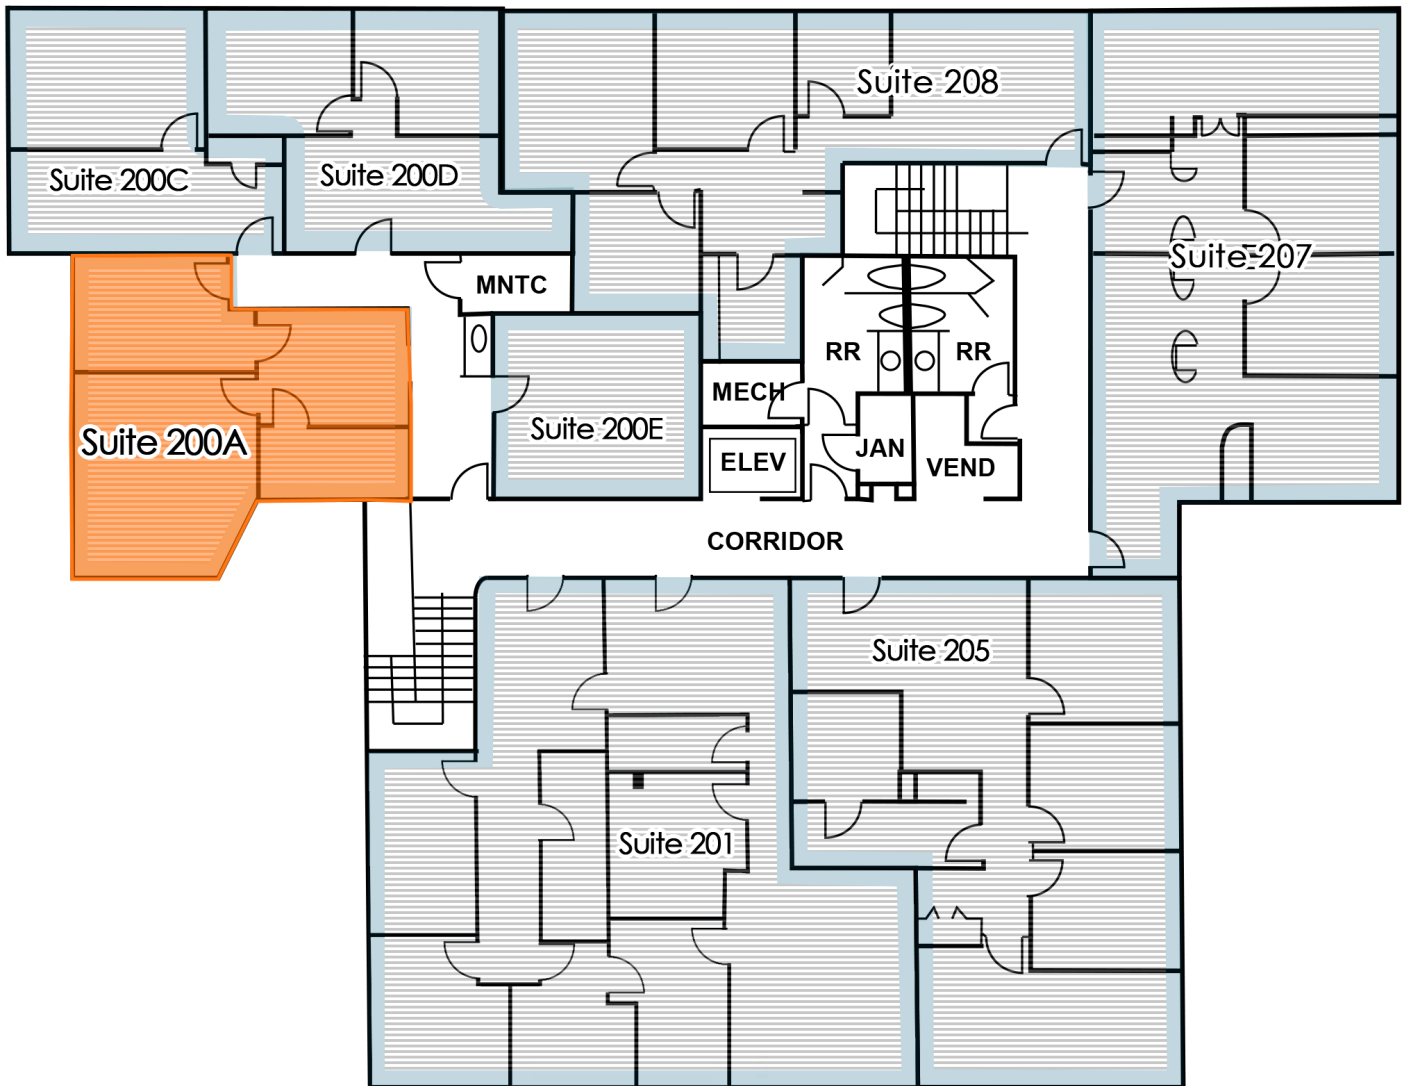 Suite 208
Suite 200C
Suite 200D
Suite 207
MNTC
RR
RR
MECH
Suite 200E
Suite 200A
JAN
ELEV
VEND
CORRIDOR
Suite 205
Suite 201